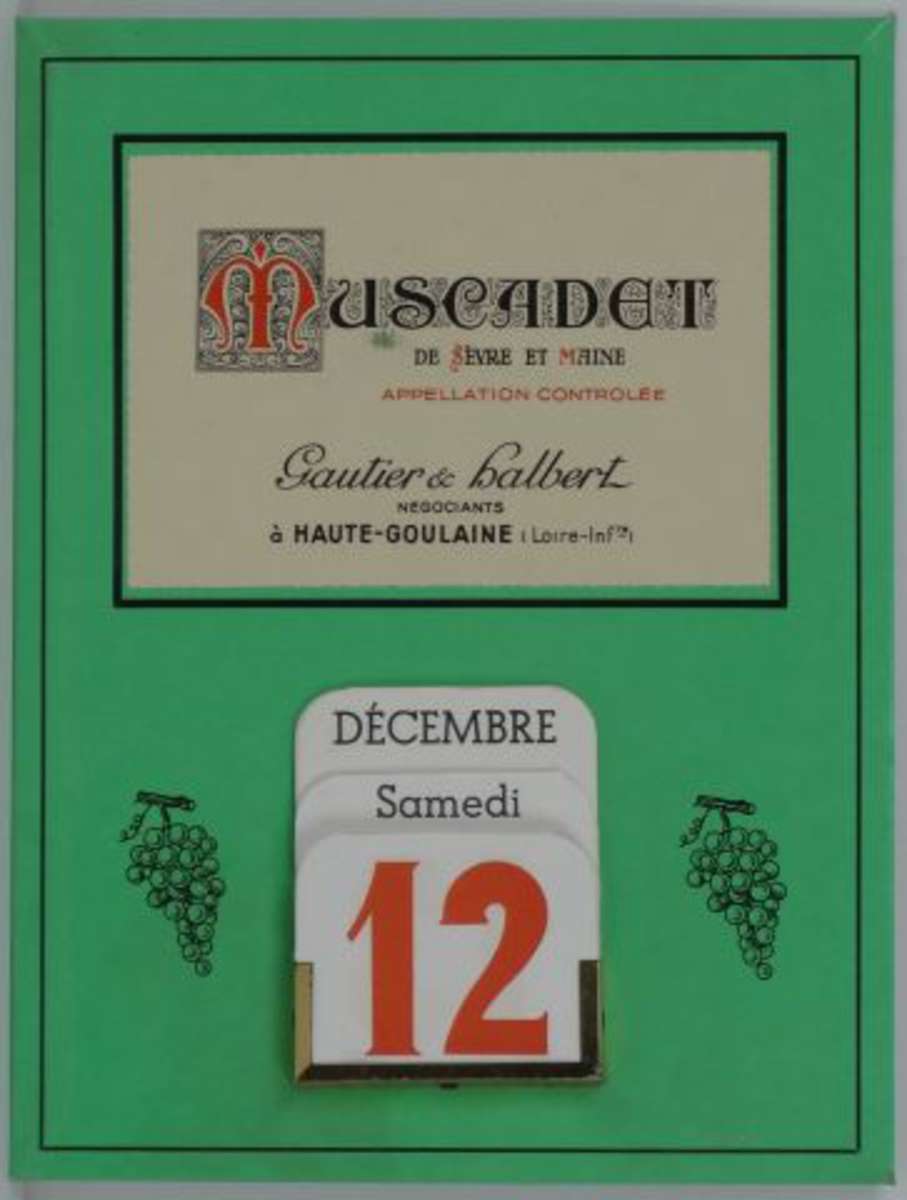 MUSCADET
DE SÈVRE ET MAINE
APPELLATION CONTROLÉE
Gautier & halbert
NÉGOCIANTS
à HAUTE-GOULAINE (Loire-Infre)
DÉCEMBRE
Samedi
12